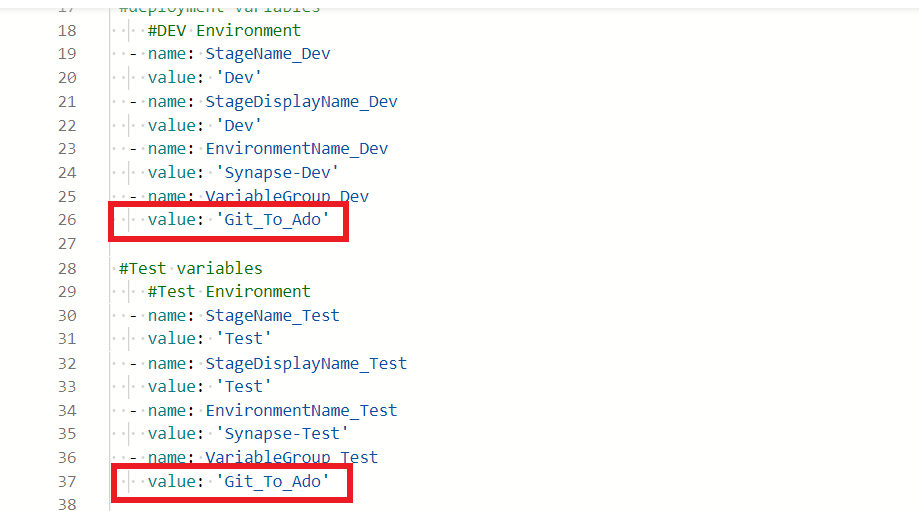 17 #deployment variables
18 #DEV Environment
19 - name: StageName_Dev
20 value: 'Dev'
21 - name: StageDisplayName_Dev
22 value: 'Dev'
23 - name: EnvironmentName_Dev
24 value: 'Synapse-Dev'
25 - name: VariableGroup_Dev
26 value: 'Git_To_Ado'
27
28 #Test variables
29 #Test Environment
30 - name: StageName_Test
31 value: 'Test'
32 - name: StageDisplayName_Test
33 value: 'Test'
34 - name: EnvironmentName_Test
35 value: 'Synapse-Test'
36 - name: VariableGroup_Test
37 value: 'Git_To_Ado'
38